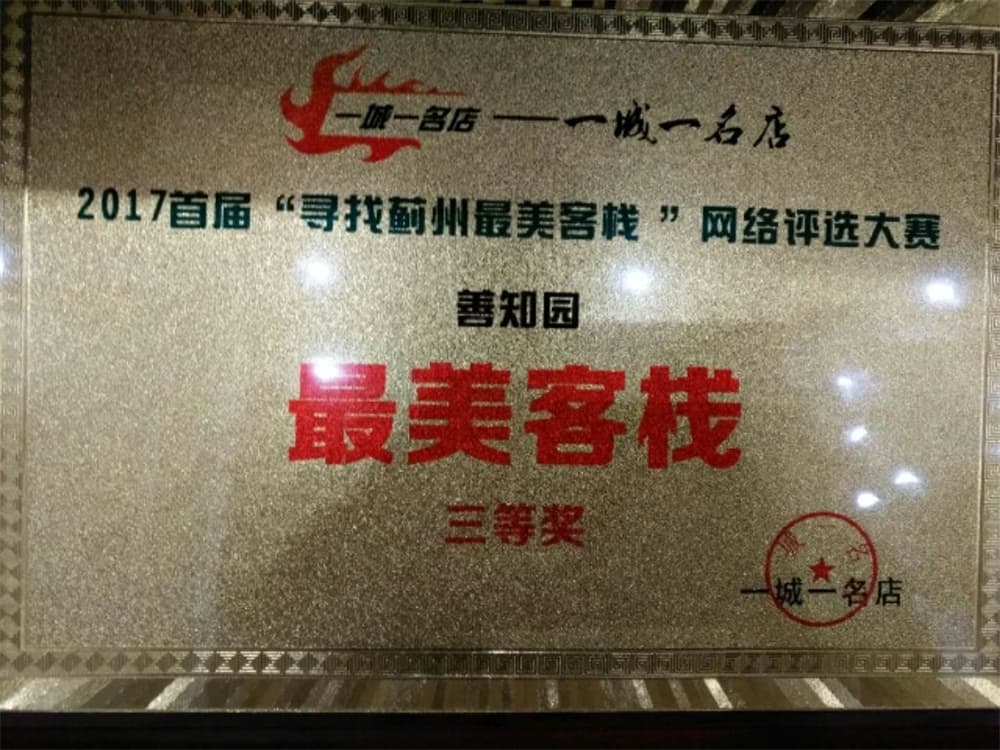 一城一名店——一城一名店
2017首届“寻找蓟州最美客栈”网络评选大赛
善知园
最美客栈
三等奖
一城一名店